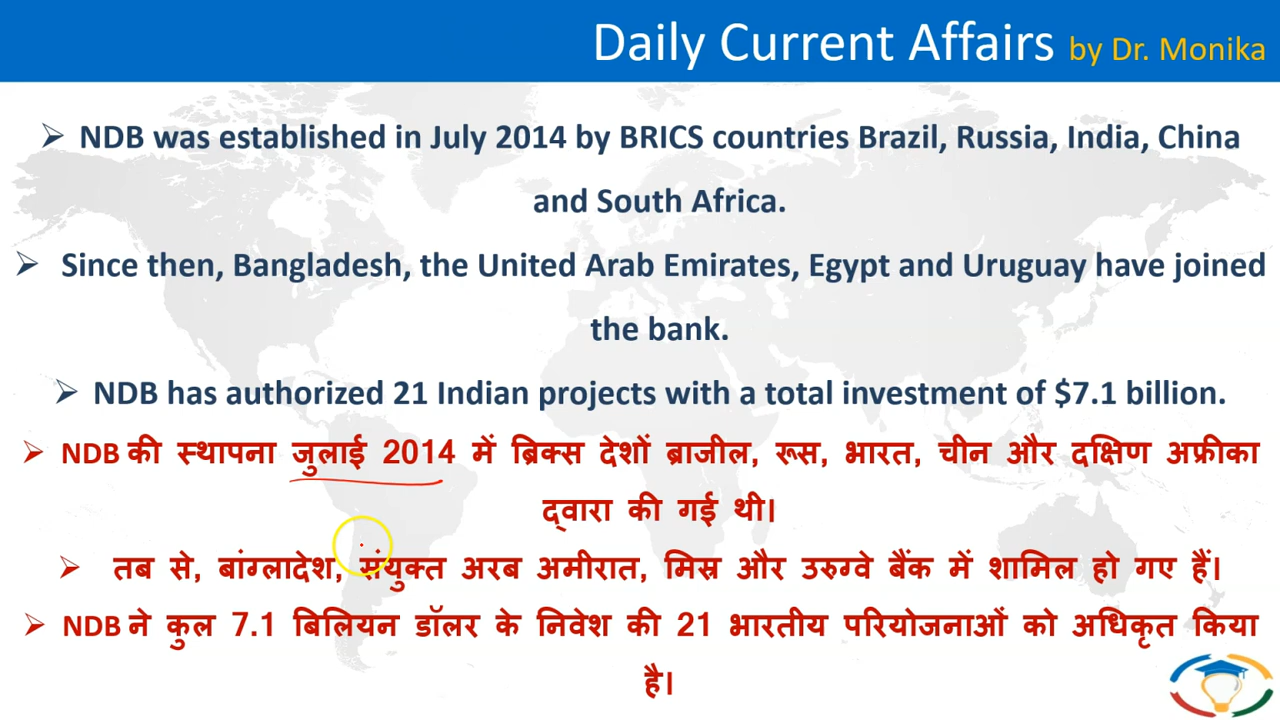 Daily Current Affairs by Dr. Monika
➢ NDB was established in July 2014 by BRICS countries Brazil, Russia, India, China
and South Africa.
➢ Since then, Bangladesh, the United Arab Emirates, Egypt and Uruguay have joined
the bank.
➢ NDB has authorized 21 Indian projects with a total investment of $7.1 billion.
➢ NDB की स्थापना जुलाई 2014 में ब्रिक्स देशों ब्राजील, रूस, भारत, चीन और दक्षिण अफ्रीका
द्वारा की गई थी।
➢ तब से, बांग्लादेश, संयुक्त अरब अमीरात, मिस्र और उरुग्वे बैंक में शामिल हो गए हैं।
➢ NDB ने कुल 7.1 बिलियन डॉलर के निवेश की 21 भारतीय परियोजनाओं को अधिकृत किया
है।